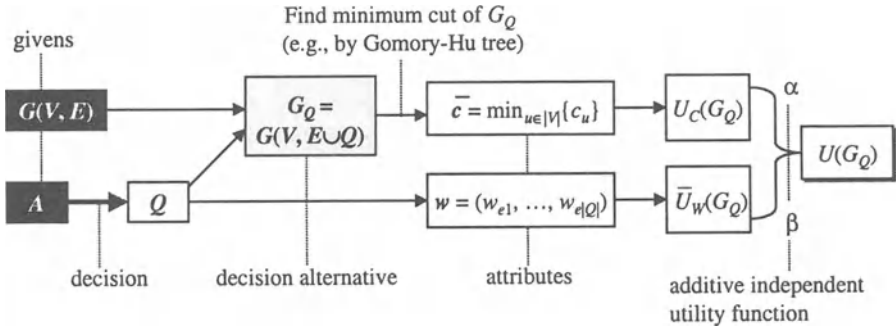 givens
Find minimum cut of G_Q
(e.g., by Gomory-Hu tree)
G(V, E)
G_Q =
G(V, E∪Q)
c̅ = min_{u∈|V|}{c_u}
U_C(G_Q)
α
U(G_Q)
A
Q
w = (w_{e1}, …, w_{e|Q|})
U̅_W(G_Q)
β
decision
decision alternative
attributes
additive independent
utility function